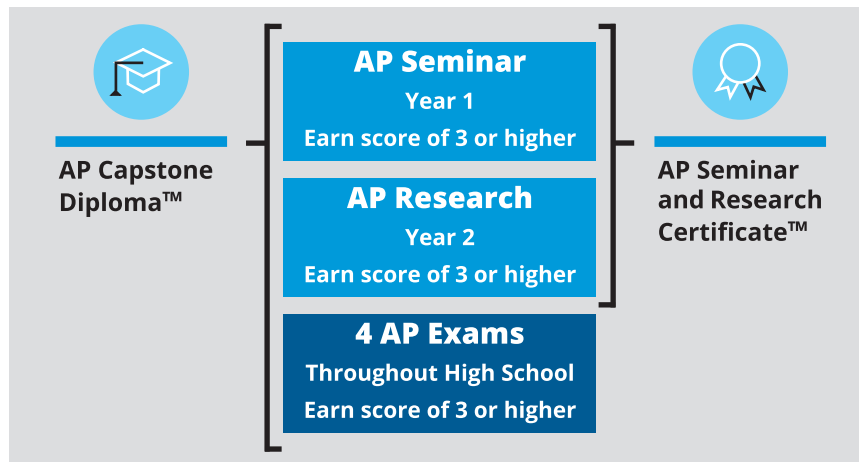 AP Capstone
Diploma™
AP Seminar
Year 1
Earn score of 3 or higher
AP Research
Year 2
Earn score of 3 or higher
4 AP Exams
Throughout High School
Earn score of 3 or higher
AP Seminar
and Research
Certificate™